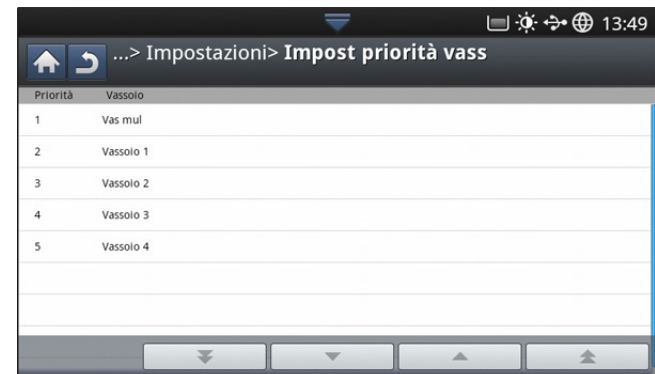 13:49
...> Impostazioni> Impost priorità vass
Priorità Vassoio
1 Vas mul
2 Vassoio 1
3 Vassoio 2
4 Vassoio 3
5 Vassoio 4